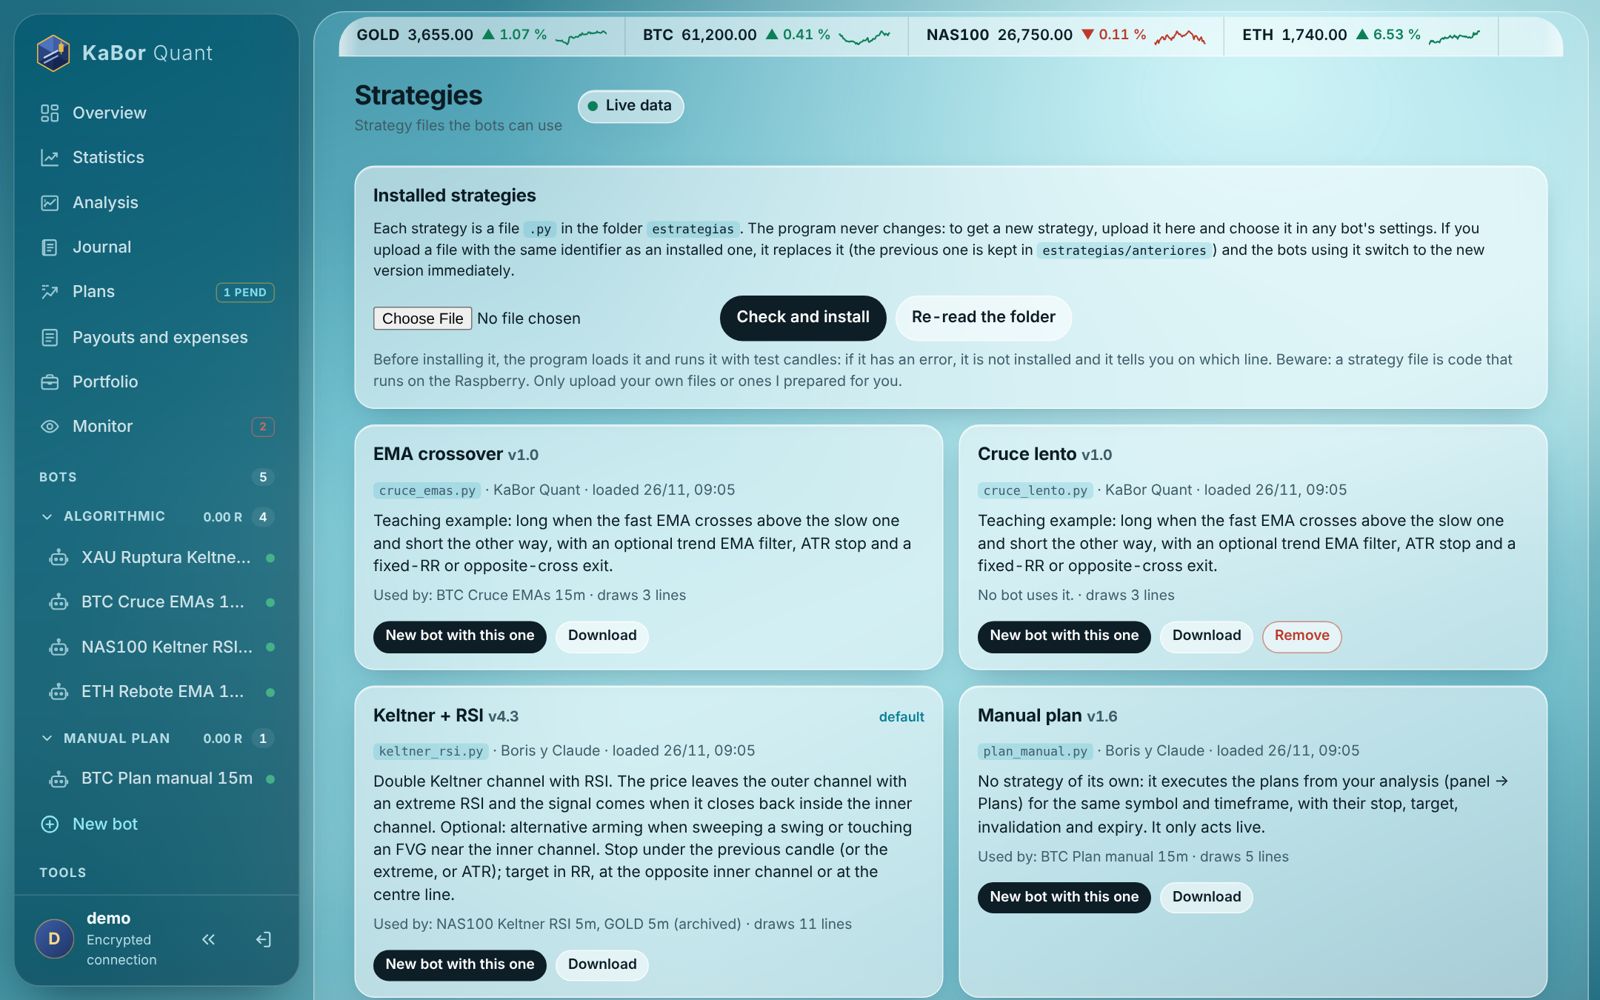 KaBor Quant
Overview
Statistics
Analysis
Journal
Plans 1 PEND
Payouts and expenses
Portfolio
Monitor 2
BOTS 5
ALGORITHMIC 0.00 R 4
XAU Ruptura Keltne...
BTC Cruce EMAs 1...
NAS100 Keltner RSI...
ETH Rebote EMA 1...
MANUAL PLAN 0.00 R 1
BTC Plan manual 15m
New bot
TOOLS
D demo
Encrypted
connection
GOLD 3,655.00 ▲ 1.07 % BTC 61,200.00 ▲ 0.41 % NAS100 26,750.00 ▼ 0.11 % ETH 1,740.00 ▲ 6.53 %
Strategies
Live data
Strategy files the bots can use
Installed strategies
Each strategy is a file .py in the folder estrategias. The program never changes: to get a new strategy, upload it here and choose it in any bot's settings. If you
upload a file with the same identifier as an installed one, it replaces it (the previous one is kept in estrategias/anteriores) and the bots using it switch to the new
version immediately.
Choose File No file chosen Check and install Re-read the folder
Before installing it, the program loads it and runs it with test candles: if it has an error, it is not installed and it tells you on which line. Beware: a strategy file is code that
runs on the Raspberry. Only upload your own files or ones I prepared for you.
EMA crossover v1.0
cruce_emas.py · KaBor Quant · loaded 26/11, 09:05
Teaching example: long when the fast EMA crosses above the slow one
and short the other way, with an optional trend EMA filter, ATR stop and a
fixed-RR or opposite-cross exit.
Used by: BTC Cruce EMAs 15m · draws 3 lines
New bot with this one Download
Cruce lento v1.0
cruce_lento.py · KaBor Quant · loaded 26/11, 09:05
Teaching example: long when the fast EMA crosses above the slow one
and short the other way, with an optional trend EMA filter, ATR stop and a
fixed-RR or opposite-cross exit.
No bot uses it. · draws 3 lines
New bot with this one Download Remove
Keltner + RSI v4.3 default
keltner_rsi.py · Boris y Claude · loaded 26/11, 09:05
Double Keltner channel with RSI. The price leaves the outer channel with
an extreme RSI and the signal comes when it closes back inside the inner
channel. Optional: alternative arming when sweeping a swing or touching
an FVG near the inner channel. Stop under the previous candle (or the
extreme, or ATR); target in RR, at the opposite inner channel or at the
centre line.
Used by: NAS100 Keltner RSI 5m, GOLD 5m (archived) · draws 11 lines
New bot with this one Download
Manual plan v1.6
plan_manual.py · Boris y Claude · loaded 26/11, 09:05
No strategy of its own: it executes the plans from your analysis (panel →
Plans) for the same symbol and timeframe, with their stop, target,
invalidation and expiry. It only acts live.
Used by: BTC Plan manual 15m · draws 5 lines
New bot with this one Download